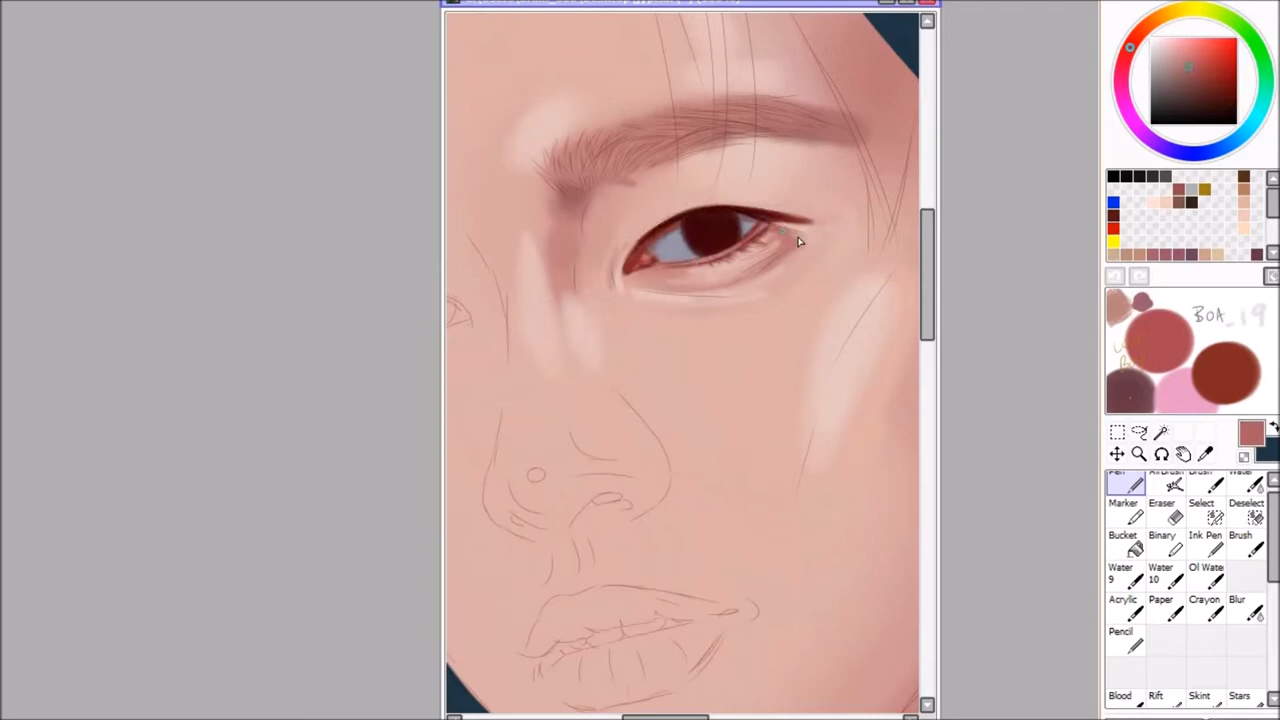 BOA_19
Pen AirBrush Brush Water
Marker Eraser Select Deselect
Bucket Binary Ink Pen Brush
Water 9 Water 10 Ol Wate
Acrylic Paper Crayon Blur
Pencil
Blood Rift Skint Stars